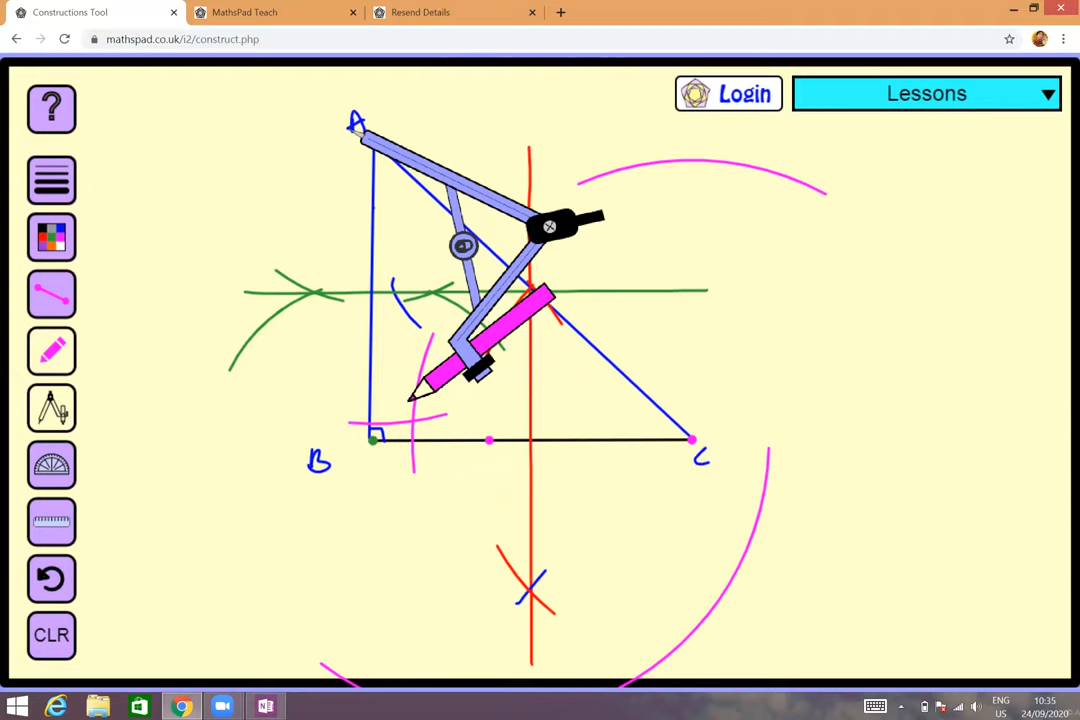 Constructions Tool
MathsPad Teach
Resend Details
mathspad.co.uk/i2/construct.php
?
Login
Lessons
A
B
C
CLR
ENG
US
10:35
24/09/2020